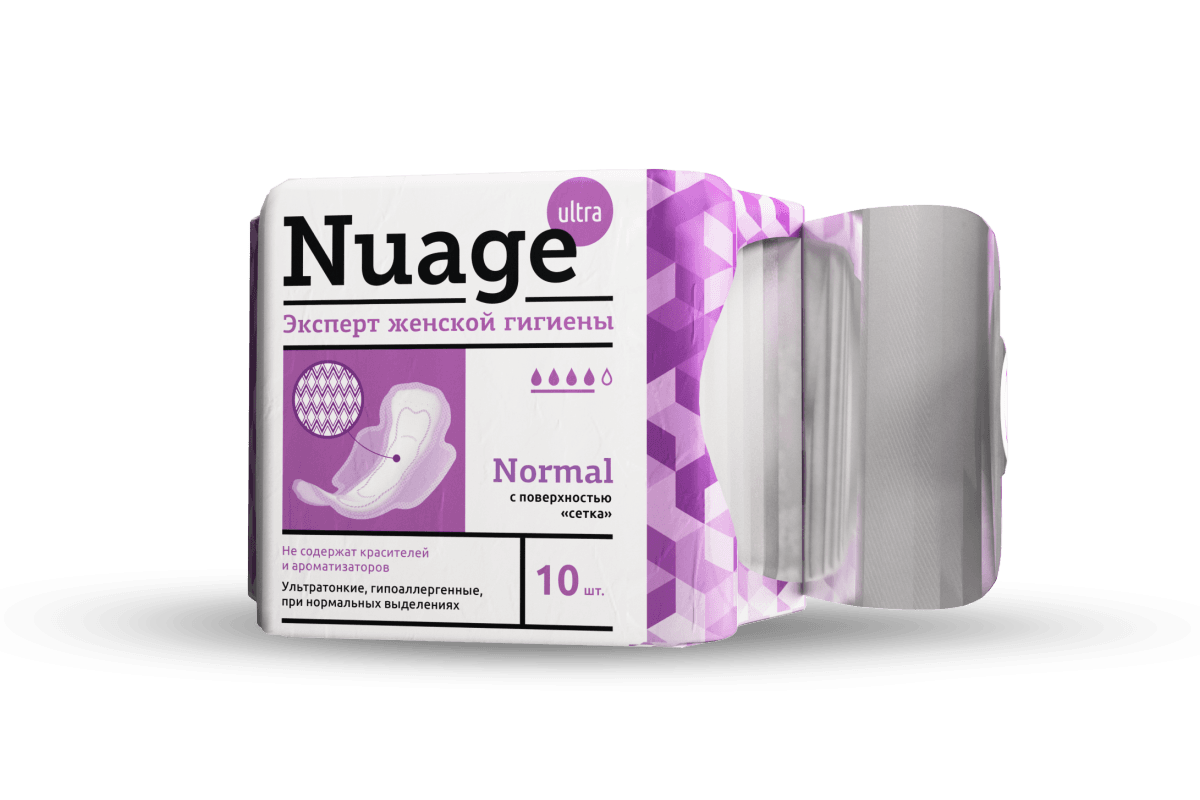 ultra
Nuage
Эксперт женской гигиены
Normal
с поверхностью
«сетка»
Не содержат красителей
и ароматизаторов
Ультратонкие, гипоаллергенные,
при нормальных выделениях
10 шт.